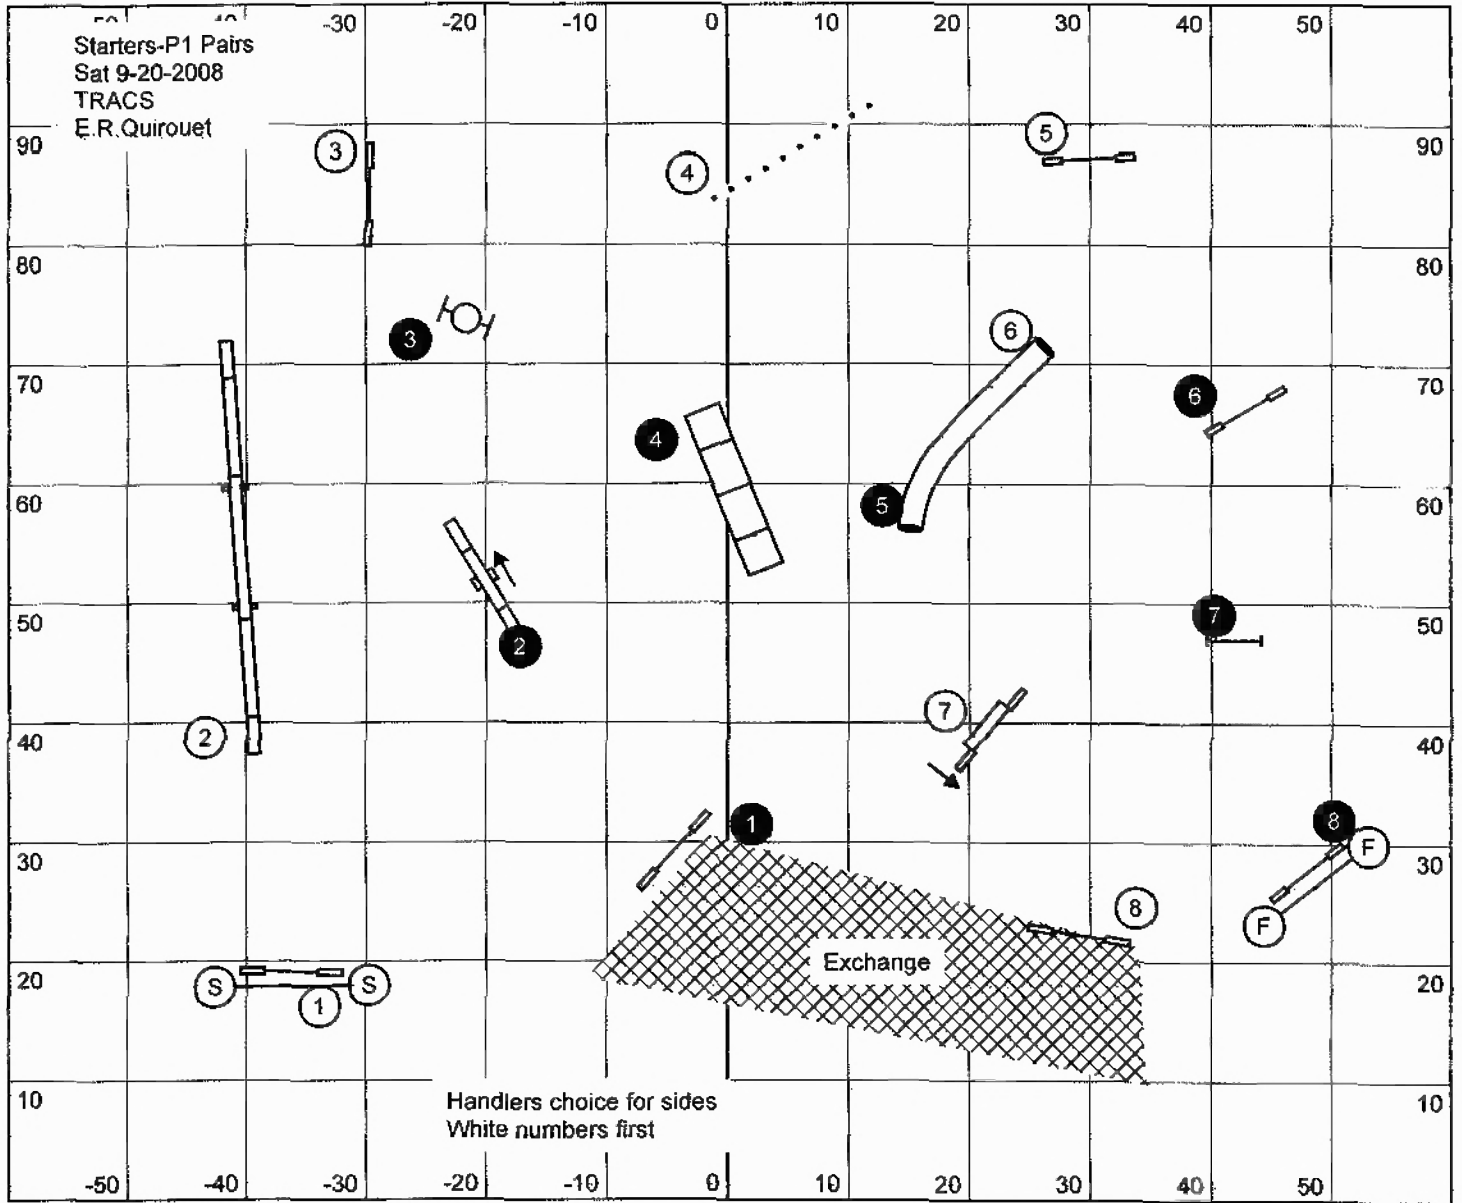 -50 -40 -30 -20 -10 0 10 20 30 40 50
Starters-P1 Pairs
Sat 9-20-2008
TRACS
E.R.Quirouet
90 3 4 5 90
80 80
3 6
70 6 70
4
60 5 60
50 2 7 50
2 7
40 40
1 8
30 F 30
8
F
Exchange
20 S S 20
1
10 10
Handlers choice for sides
White numbers first
-50 -40 -30 -20 -10 0 10 20 30 40 50